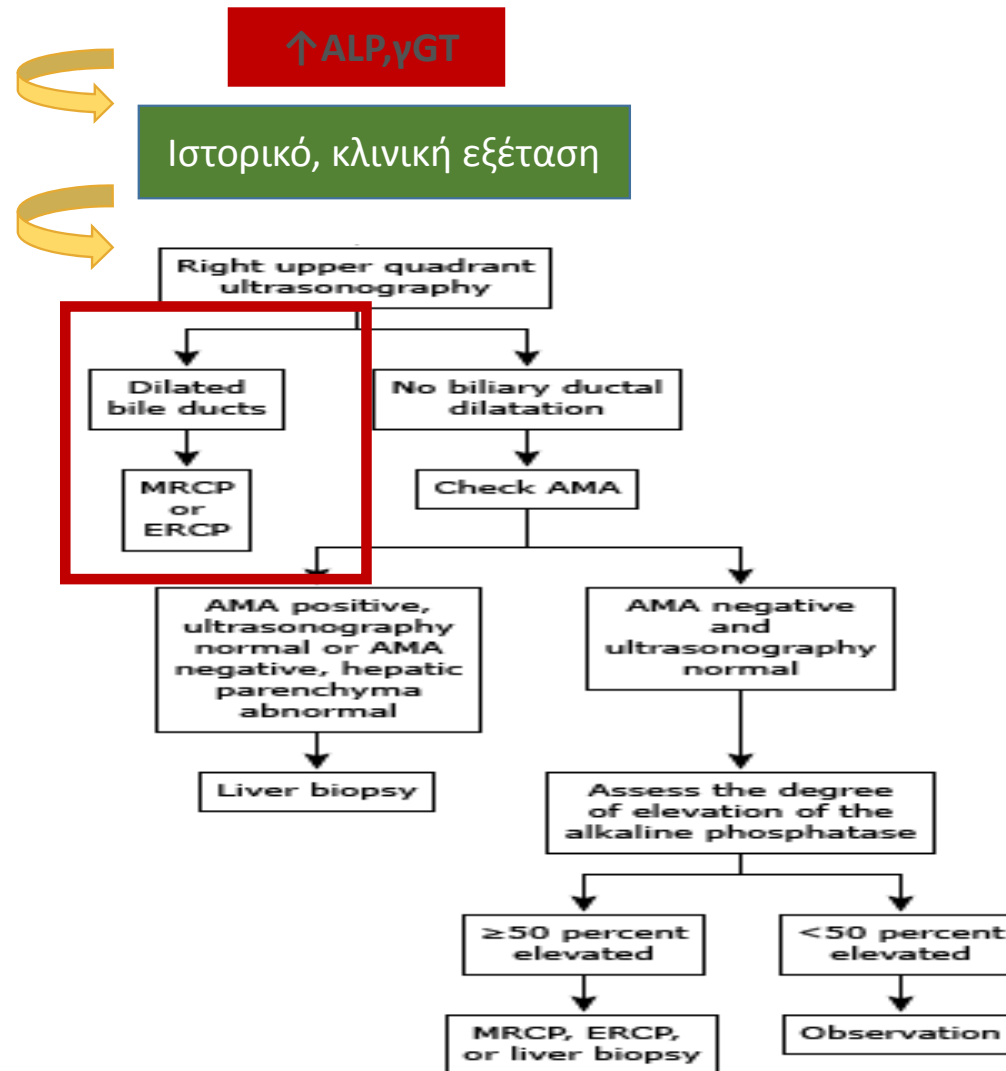 ↑ALP,γGT
Ιστορικό, κλινική εξέταση
Right upper quadrant
ultrasonography
Dilated
bile ducts
No biliary ductal
dilatation
MRCP
or
ERCP
Check AMA
AMA positive,
ultrasonography
normal or AMA
negative, hepatic
parenchyma
abnormal
AMA negative
and
ultrasonography
normal
Liver biopsy
Assess the degree
of elevation of the
alkaline phosphatase
≥50 percent
elevated
<50 percent
elevated
MRCP, ERCP,
or liver biopsy
Observation